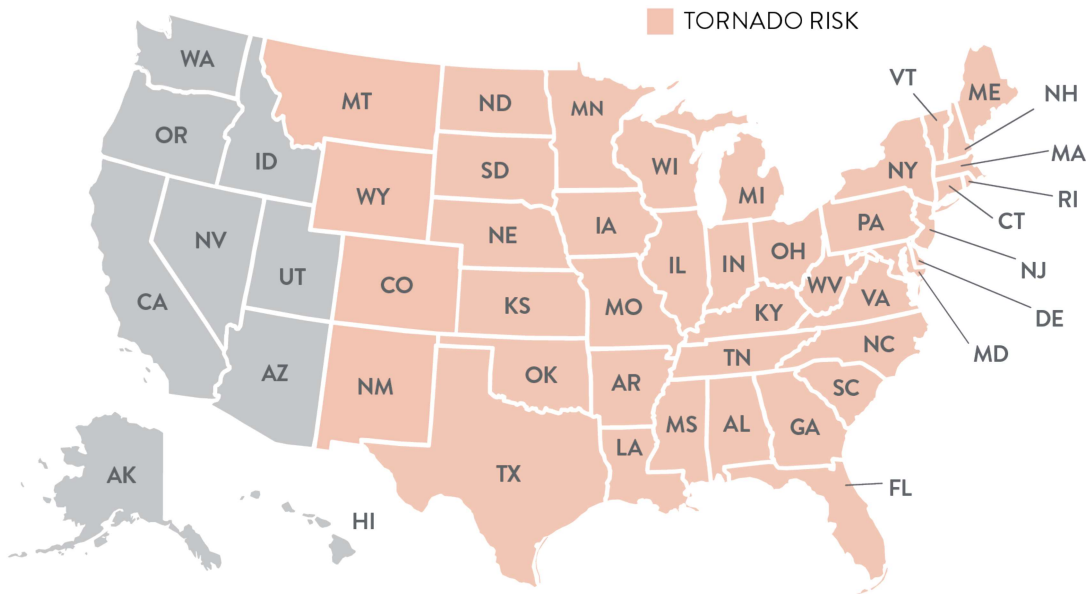 TORNADO RISK
WA
MT
ND
MN
VT
ME
NH
OR
ID
SD
WI
MI
NY
MA
RI
CT
WY
NE
IA
PA
NJ
NV
UT
CO
KS
MO
IL
IN
OH
WV
VA
DE
MD
CA
KY
AZ
NM
OK
AR
TN
NC
SC
MS
AL
GA
LA
TX
FL
AK
HI